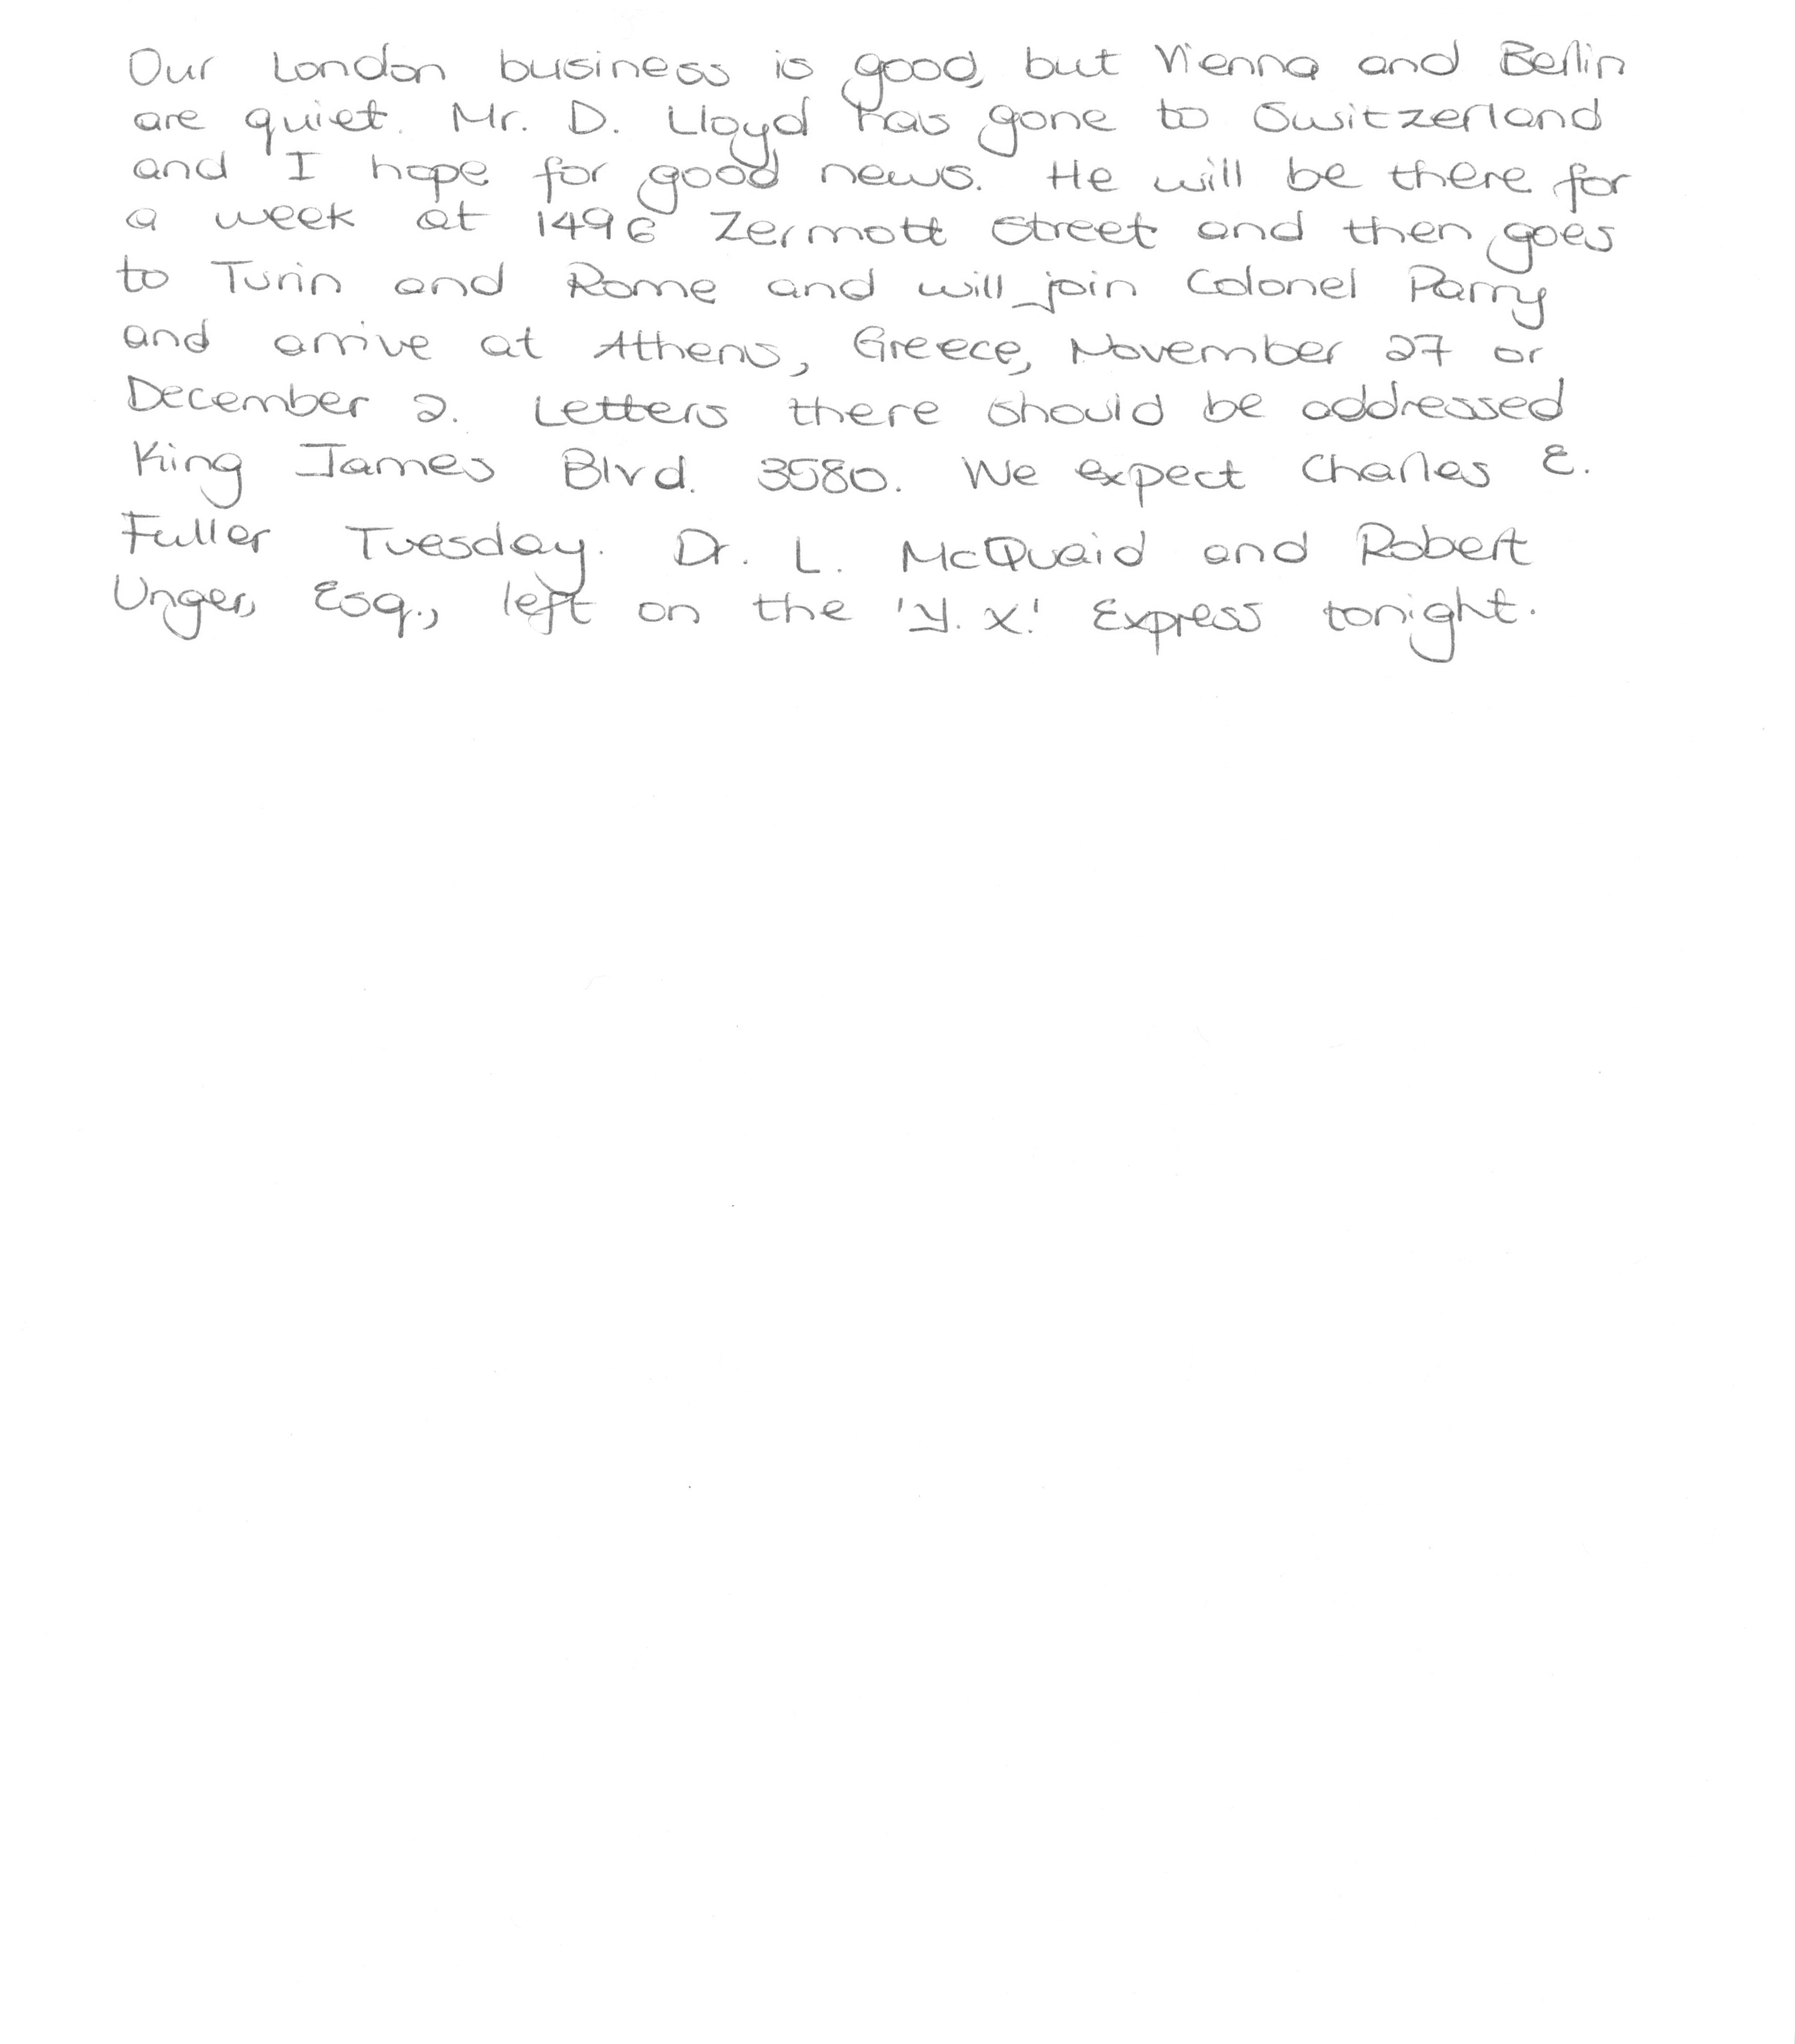 Our London business is good, but Vienna and Berlin
are quiet. Mr. D. Lloyd has gone to Switzerland
and I hope for good news. He will be there for
a week at 1496 Zermott Street and then goes
to Turin and Rome and will join Colonel Parry
and arrive at Athens, Greece, November 27 or
December 2. Letters there should be addressed
King James Blvd. 3580. We expect Charles E.
Fuller Tuesday. Dr. L. McQuaid and Robert
Unger, Esq., left on the 'Y. X.' Express tonight.